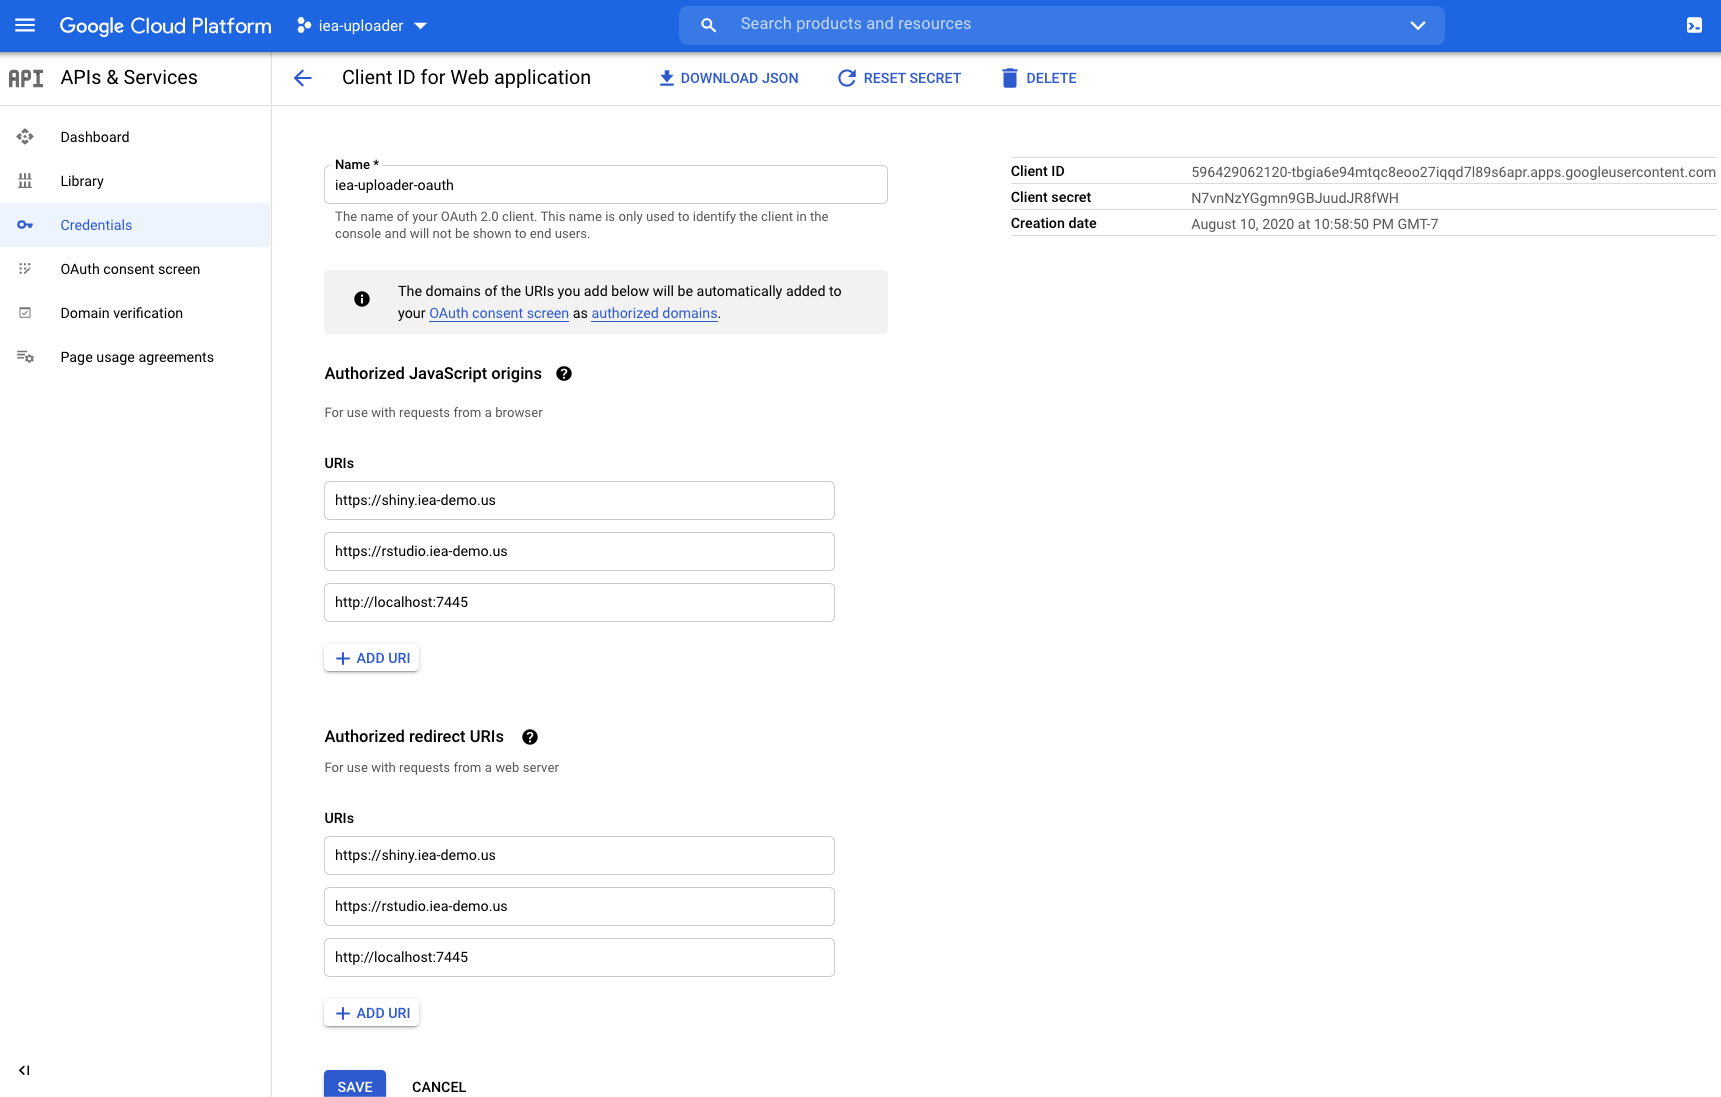 Google Cloud Platform
iea-uploader
Search products and resources
API
APIs & Services
Client ID for Web application
DOWNLOAD JSON
RESET SECRET
DELETE
Dashboard
Library
Credentials
OAuth consent screen
Domain verification
Page usage agreements
Name *
iea-uploader-oauth
The name of your OAuth 2.0 client. This name is only used to identify the client in the
console and will not be shown to end users.
The domains of the URIs you add below will be automatically added to
your OAuth consent screen as authorized domains.
Authorized JavaScript origins
For use with requests from a browser
URIs
https://shiny.iea-demo.us
https://rstudio.iea-demo.us
http://localhost:7445
ADD URI
Authorized redirect URIs
For use with requests from a web server
URIs
https://shiny.iea-demo.us
https://rstudio.iea-demo.us
http://localhost:7445
ADD URI
SAVE
CANCEL
Client ID 596429062120-tbgia6e94mtqc8eoo27iqqd7l89s6apr.apps.googleusercontent.com
Client secret N7vnNzYGgmn9GBJuudJR8fWH
Creation date August 10, 2020 at 10:58:50 PM GMT-7